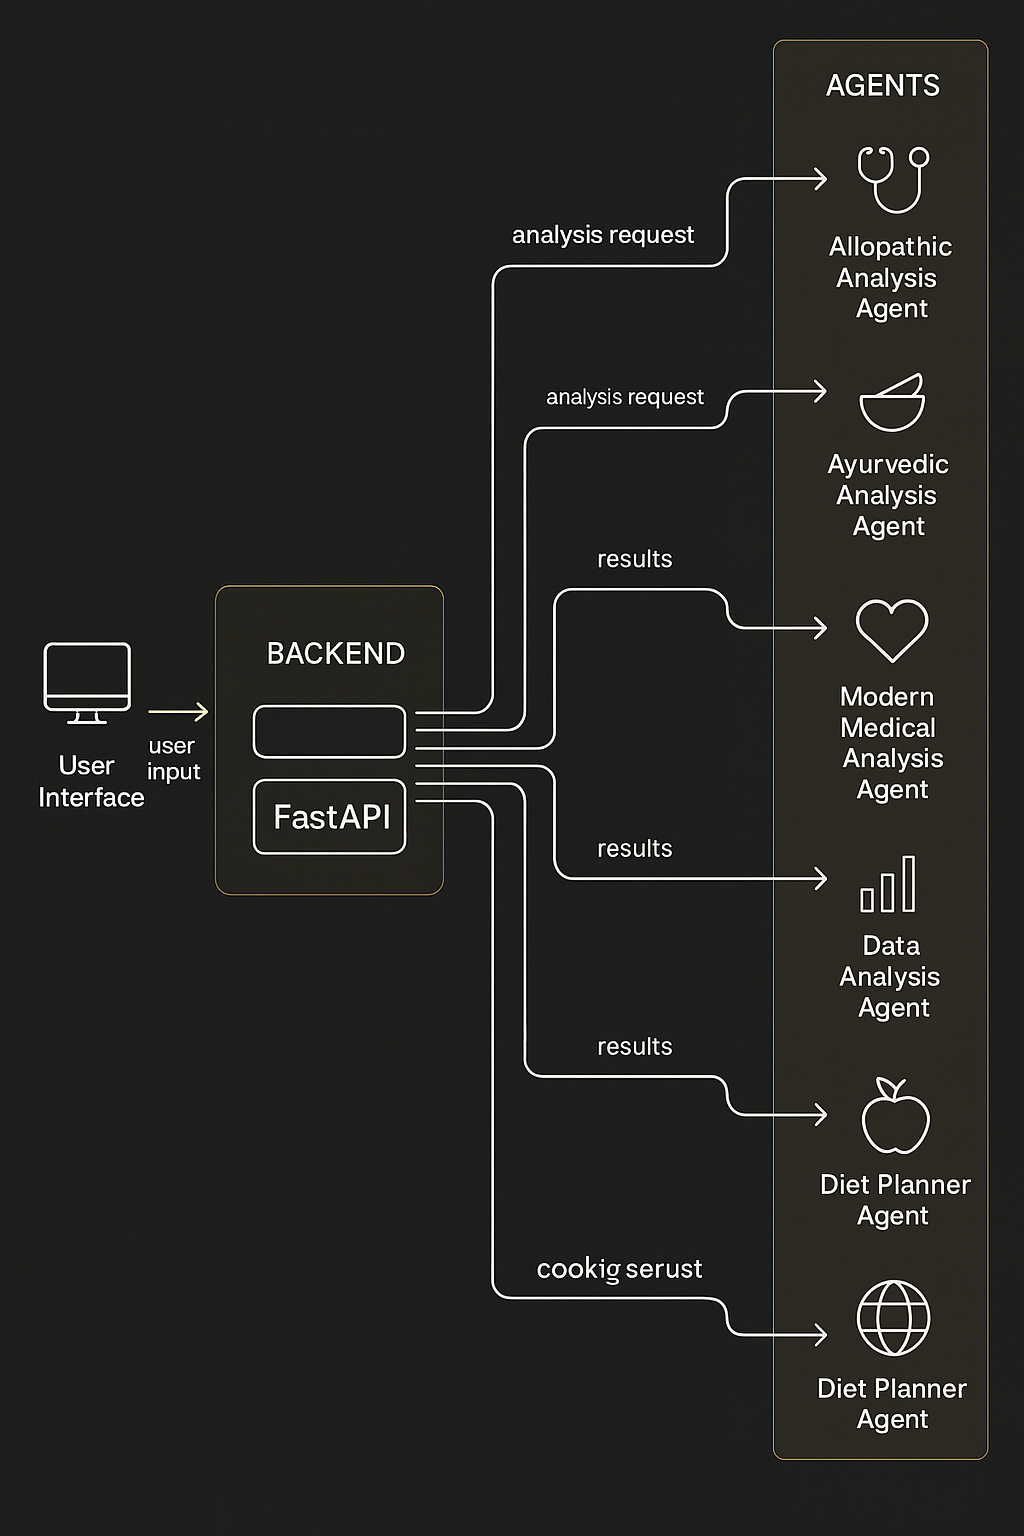 AGENTS
analysis request
Allopathic
Analysis
Agent
analysis request
Ayurvedic
Analysis
Agent
results
BACKEND
Modern
Medical
Analysis
Agent
user
input
User
Interface
FastAPI
results
Data
Analysis
Agent
results
Diet Planner
Agent
cookig serust
Diet Planner
Agent